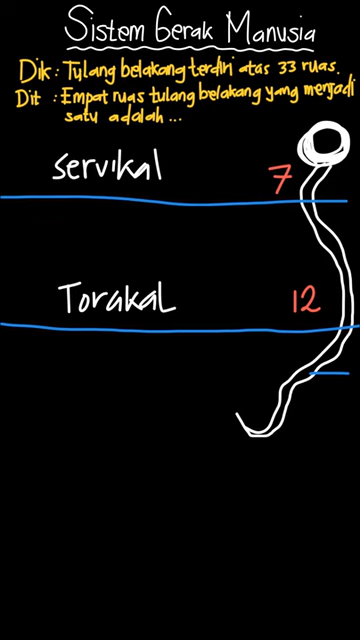 Sistem Gerak Manusia
Dik : Tulang belakang terdiri atas 33 ruas.
Dit : Empat ruas tulang belakang yang menjadi
satu adalah ...
Servikal 7
Torakal 12